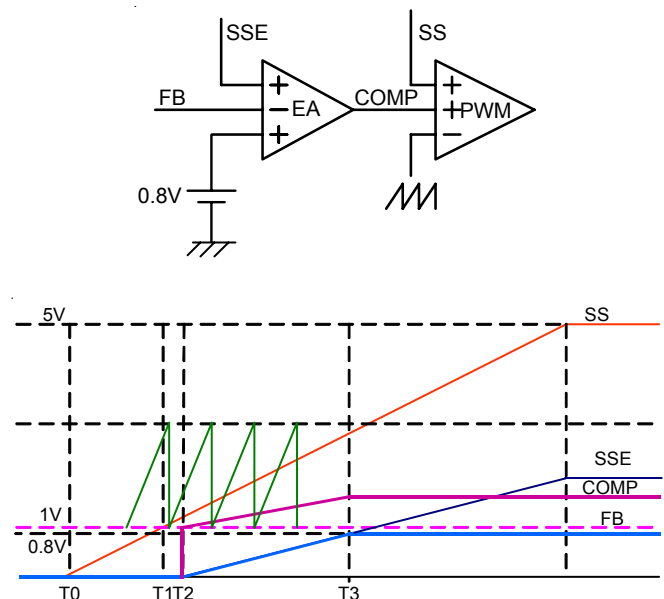 SSE
SS
FB
EA
COMP
PWM
0.8V
5V
SS
SSE
COMP
1V
FB
0.8V
T0
T1T2
T3